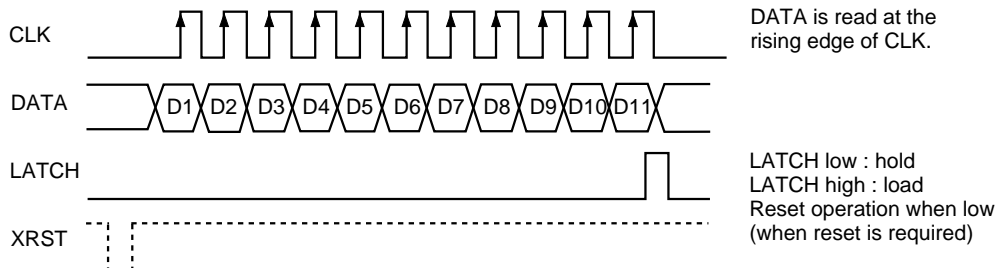 CLK
DATA is read at the
rising edge of CLK.
DATA
D1 D2 D3 D4 D5 D6 D7 D8 D9 D10 D11
LATCH
LATCH low : hold
LATCH high : load
Reset operation when low
(when reset is required)
XRST